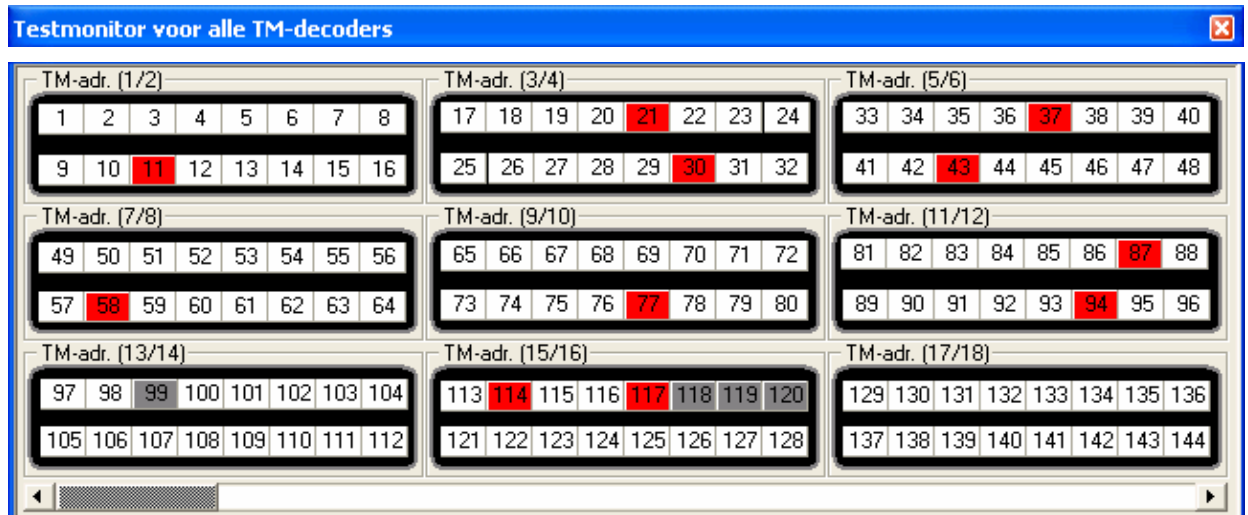 Testmonitor voor alle TM-decoders
TM-adr. (1/2)
1 2 3 4 5 6 7 8
9 10 11 12 13 14 15 16
TM-adr. (3/4)
17 18 19 20 21 22 23 24
25 26 27 28 29 30 31 32
TM-adr. (5/6)
33 34 35 36 37 38 39 40
41 42 43 44 45 46 47 48
TM-adr. (7/8)
49 50 51 52 53 54 55 56
57 58 59 60 61 62 63 64
TM-adr. (9/10)
65 66 67 68 69 70 71 72
73 74 75 76 77 78 79 80
TM-adr. (11/12)
81 82 83 84 85 86 87 88
89 90 91 92 93 94 95 96
TM-adr. (13/14)
97 98 99 100 101 102 103 104
105 106 107 108 109 110 111 112
TM-adr. (15/16)
113 114 115 116 117 118 119 120
121 122 123 124 125 126 127 128
TM-adr. (17/18)
129 130 131 132 133 134 135 136
137 138 139 140 141 142 143 144